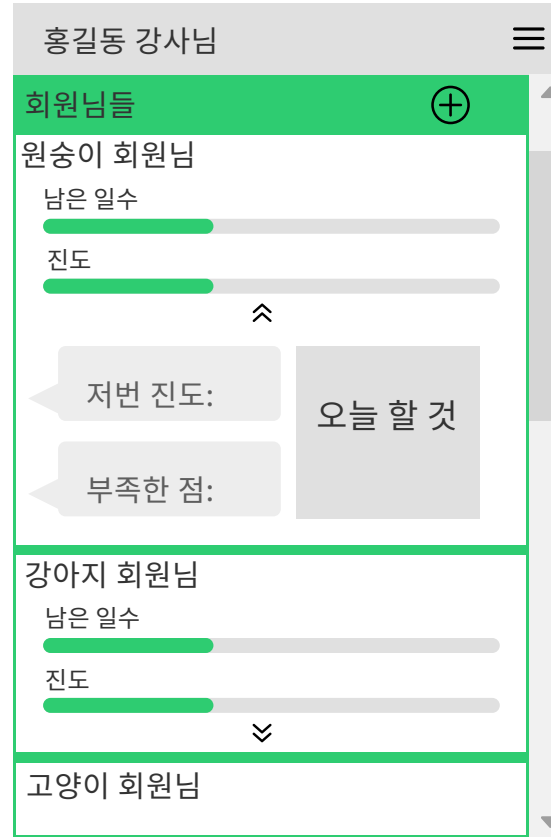 홍길동 강사님
회원님들
원숭이 회원님
남은 일수
진도
저번 진도:
오늘 할 것
부족한 점:
강아지 회원님
남은 일수
진도
고양이 회원님